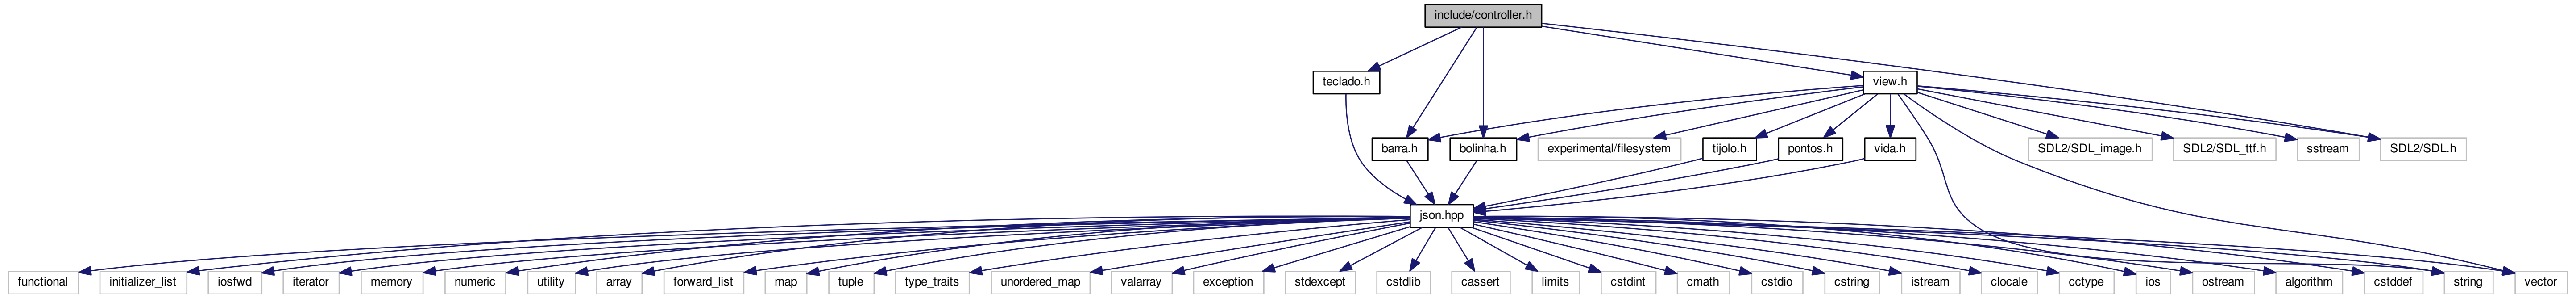 include/controller.h
teclado.h
view.h
barra.h
bolinha.h
experimental/filesystem
tijolo.h
pontos.h
vida.h
SDL2/SDL_image.h
SDL2/SDL_ttf.h
sstream
SDL2/SDL.h
json.hpp
functional
initializer_list
iosfwd
iterator
memory
numeric
utility
array
forward_list
map
tuple
type_traits
unordered_map
valarray
exception
stdexcept
cstdlib
cassert
limits
cstdint
cmath
cstdio
cstring
istream
clocale
cctype
ios
ostream
algorithm
cstddef
string
vector